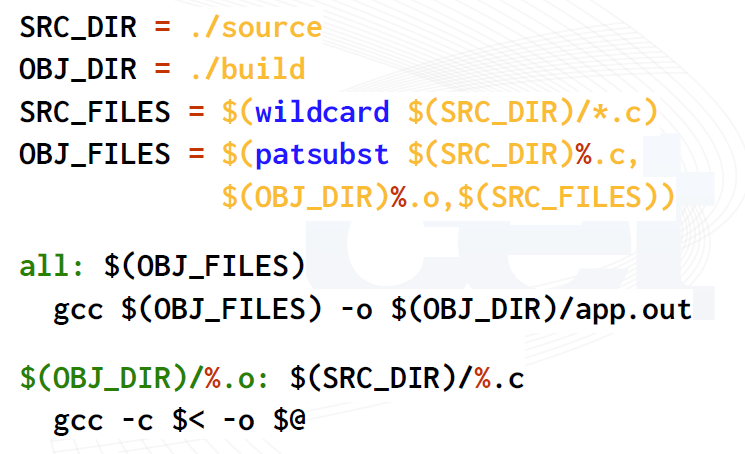 SRC_DIR = ./source
OBJ_DIR = ./build
SRC_FILES = $(wildcard $(SRC_DIR)/*.c)
OBJ_FILES = $(patsubst $(SRC_DIR)%.c,
$(OBJ_DIR)%.o,$(SRC_FILES))
all: $(OBJ_FILES)
gcc $(OBJ_FILES) -o $(OBJ_DIR)/app.out
$(OBJ_DIR)/%.o: $(SRC_DIR)/%.c
gcc -c $< -o $@